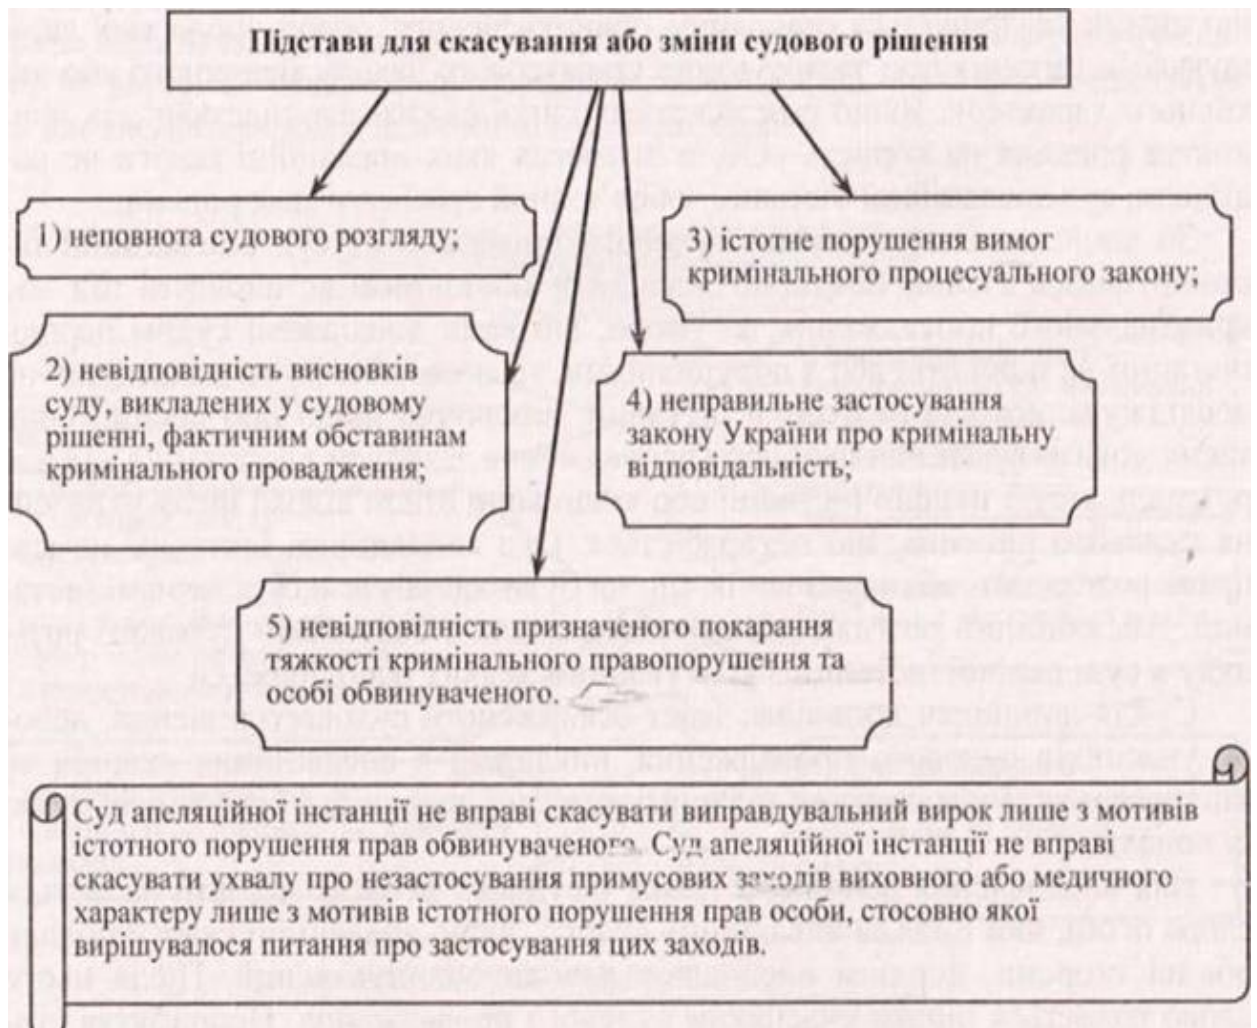 Підстави для скасування або зміни судового рішення
1) неповнота судового розгляду;
2) невідповідність висновків
суду, викладених у судовому
рішенні, фактичним обставинам
кримінального провадження;
3) істотне порушення вимог
кримінального процесуального закону;
4) неправильне застосування
закону України про кримінальну
відповідальність;
5) невідповідність призначеного покарання
тяжкості кримінального правопорушення та
особі обвинуваченого.
Суд апеляційної інстанції не вправі скасувати виправдувальний вирок лише з мотивів
істотного порушення прав обвинуваченого. Суд апеляційної інстанції не вправі
скасувати ухвалу про незастосування примусових заходів виховного або медичного
характеру лише з мотивів істотного порушення прав особи, стосовно якої
вирішувалося питання про застосування цих заходів.